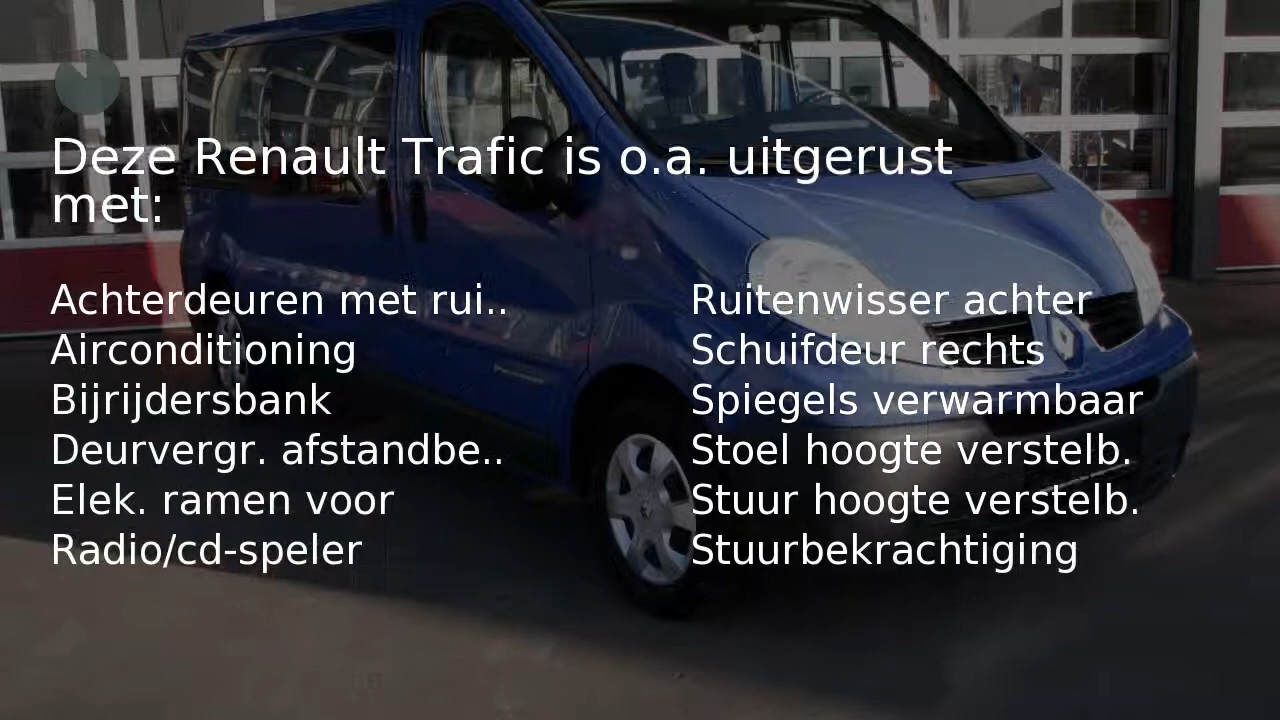 Deze Renault Trafic is o.a. uitgerust
met:
Achterdeuren met rui..
Airconditioning
Bijrijdersbank
Deurvergr. afstandbe..
Elek. ramen voor
Radio/cd-speler
Ruitenwisser achter
Schuifdeur rechts
Spiegels verwarmbaar
Stoel hoogte verstelb.
Stuur hoogte verstelb.
Stuurbekrachtiging